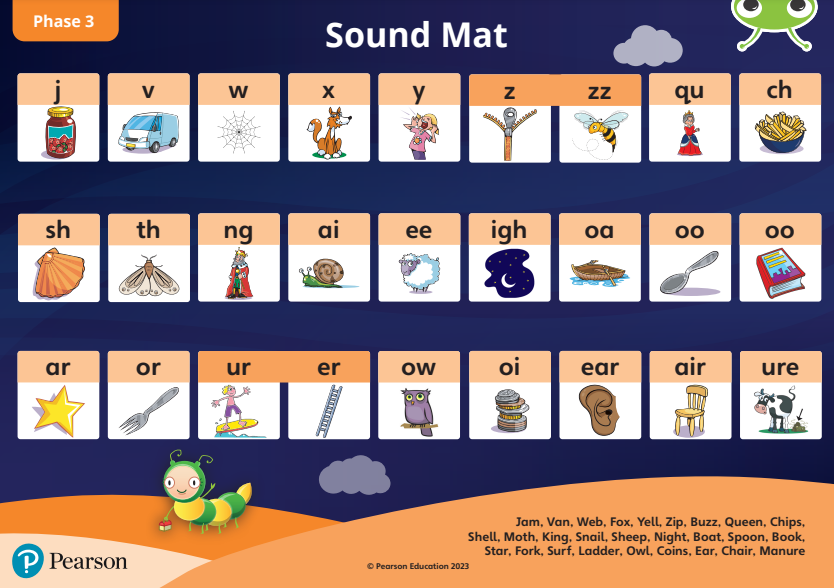 Phase 3
Sound Mat
j v w x y z zz qu ch
sh th ng ai ee igh oa oo oo
ar or ur er ow oi ear air ure
Jam, Van, Web, Fox, Yell, Zip, Buzz, Queen, Chips,
Shell, Moth, King, Snail, Sheep, Night, Boat, Spoon, Book,
Star, Fork, Surf, Ladder, Owl, Coins, Ear, Chair, Manure
P Pearson
© Pearson Education 2023